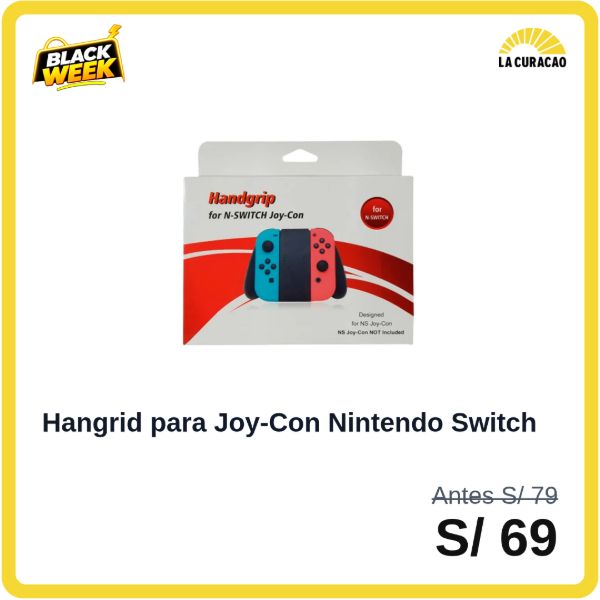 BLACK
WEEK
LA CURACAO
Handgrip
for N-SWITCH Joy-Con
for
N-SWITCH
Designed
for NS Joy-Con
NS Joy-Con NOT Included
Hangrid para Joy-Con Nintendo Switch
Antes S/ 79
S/ 69